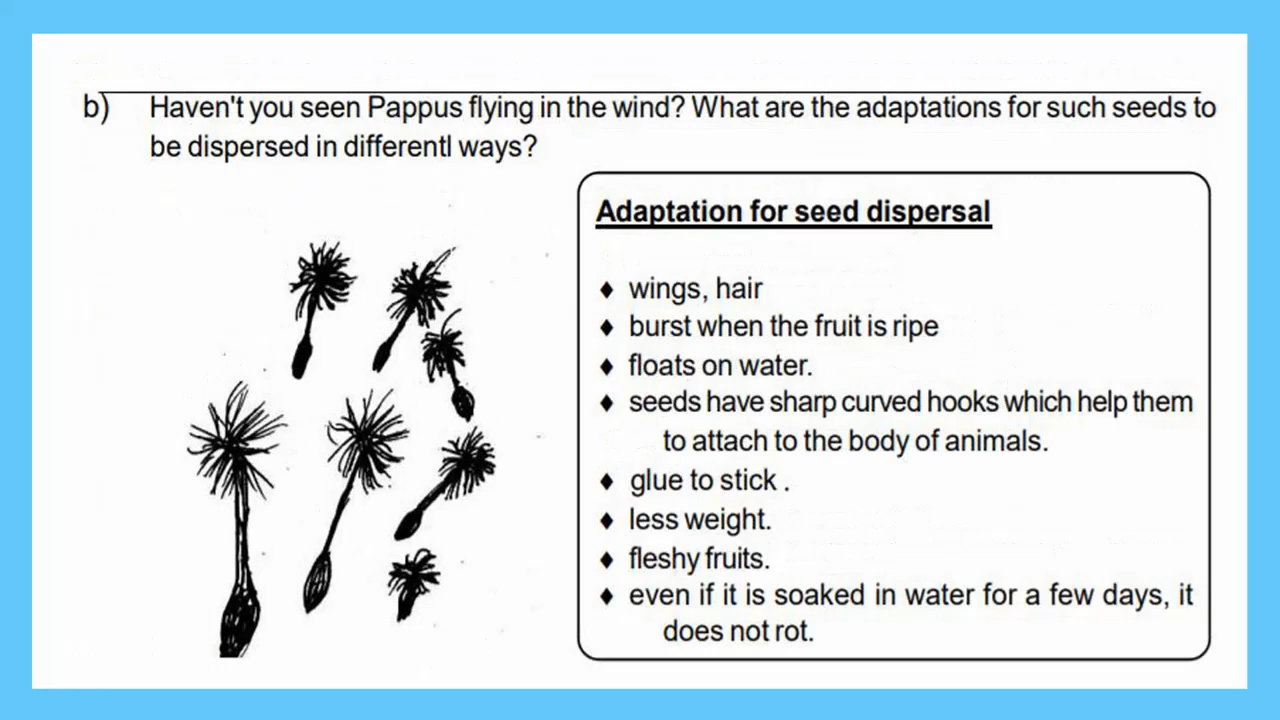 b) Haven't you seen Pappus flying in the wind? What are the adaptations for such seeds to
be dispersed in differentl ways?
Adaptation for seed dispersal
♦ wings, hair
♦ burst when the fruit is ripe
♦ floats on water.
♦ seeds have sharp curved hooks which help them
to attach to the body of animals.
♦ glue to stick .
♦ less weight.
♦ fleshy fruits.
♦ even if it is soaked in water for a few days, it
does not rot.